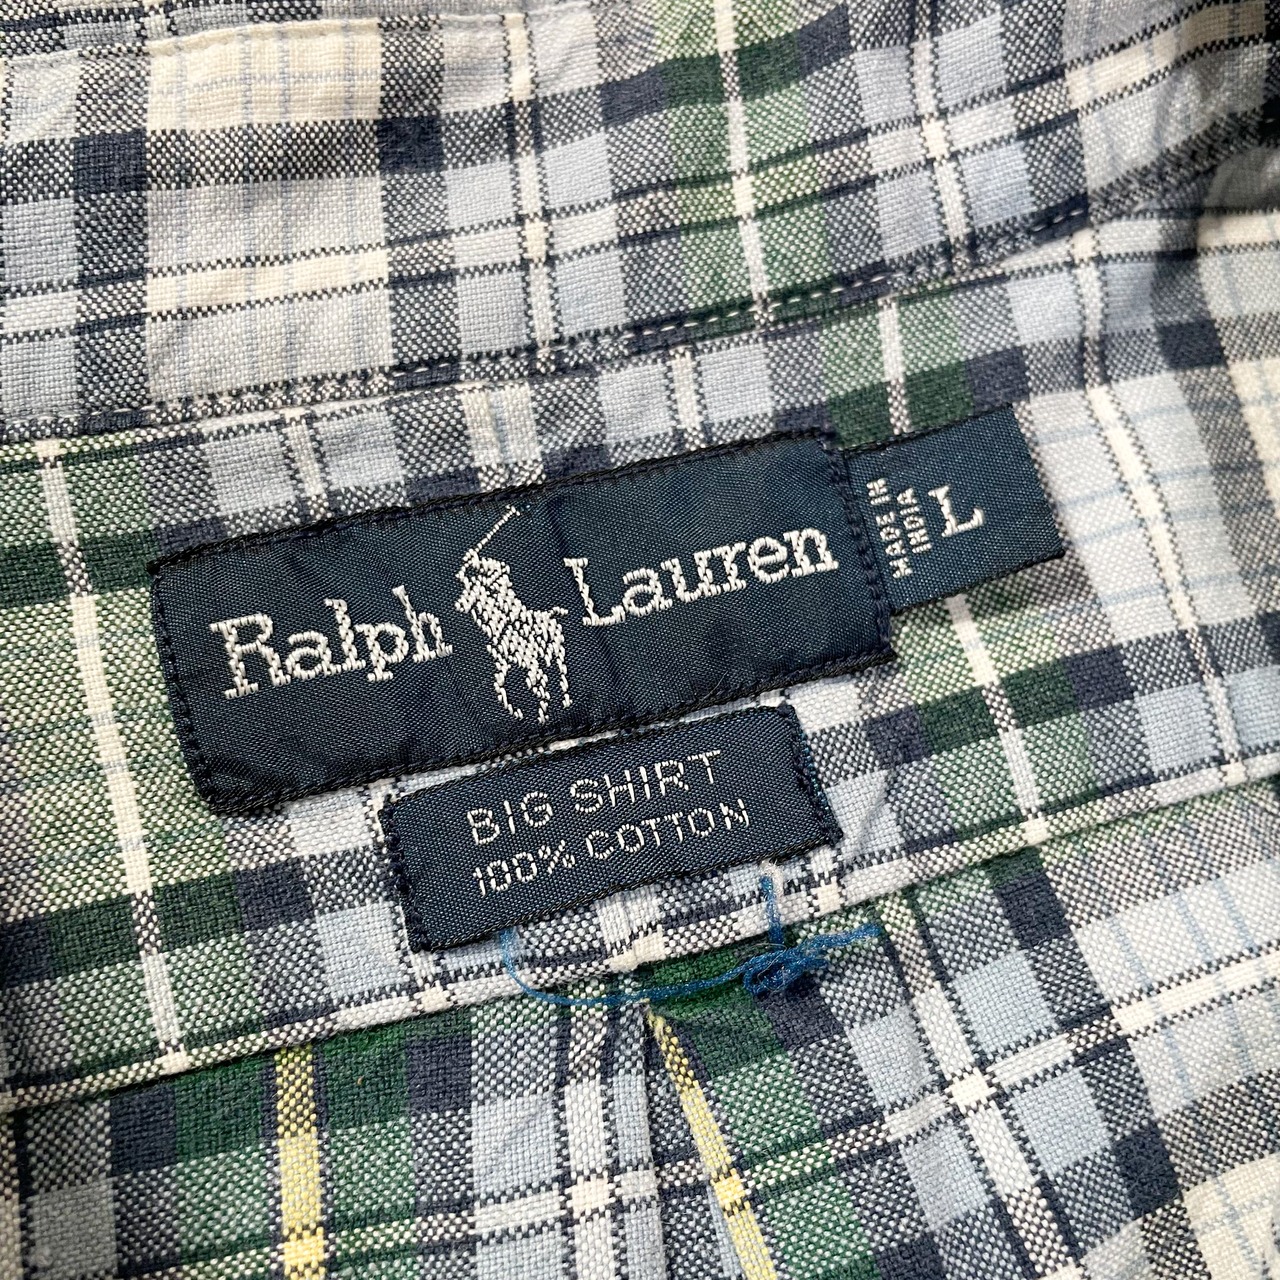 Ralph Lauren
MADE IN
INDIA
L
BIG SHIRT
100% COTTON